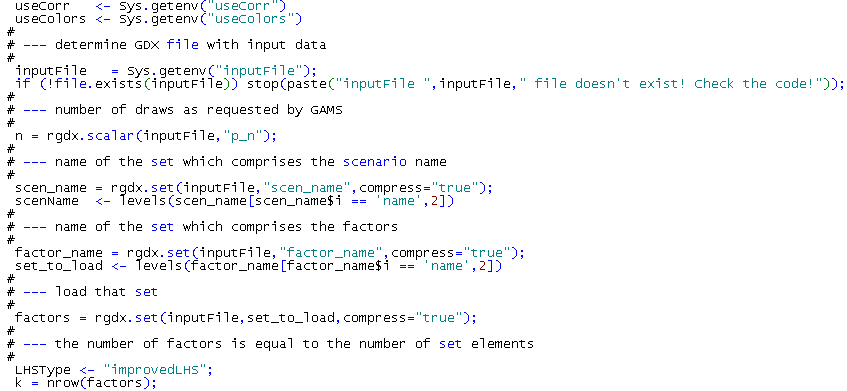 useCorr   <- Sys.getenv("useCorr")
useColors <- Sys.getenv("useColors")
#
# --- determine GDX file with input data
#
inputFile   = Sys.getenv("inputFile");
if (!file.exists(inputFile)) stop(paste("inputFile ",inputFile," file doesn't exist! Check the code!"));
#
# --- number of draws as requested by GAMS
#
n = rgdx.scalar(inputFile,"p_n");
#
# --- name of the set which comprises the scenario name
#
scen_name = rgdx.set(inputFile,"scen_name",compress="true");
scenName  <- levels(scen_name[scen_name$i == 'name',2])
#
# --- name of the set which comprises the factors
#
factor_name = rgdx.set(inputFile,"factor_name",compress="true");
set_to_load <- levels(factor_name[factor_name$i == 'name',2])
#
# --- load that set
#
factors = rgdx.set(inputFile,set_to_load,compress="true");
#
# --- the number of factors is equal to the number of set elements
#
LHSType <- "improvedLHS";
k = nrow(factors);